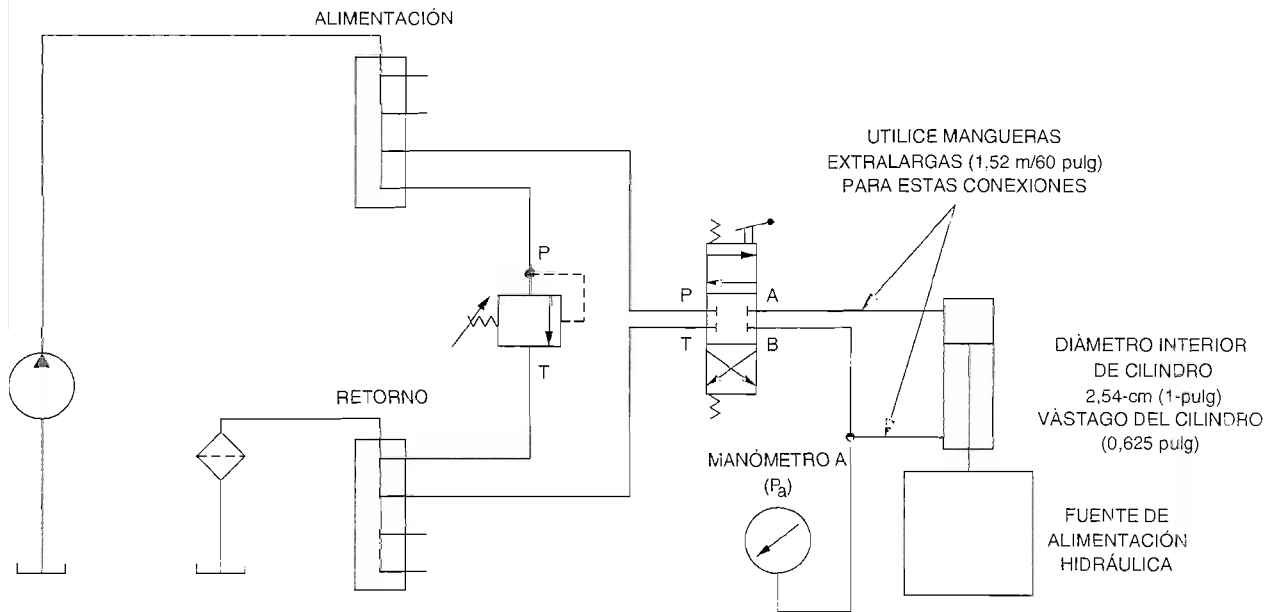 ALIMENTACIÓN
UTILICE MANGUERAS
EXTRALARGAS (1,52 m/60 pulg)
PARA ESTAS CONEXIONES
P
P
A
T
B
T
DIÀMETRO INTERIOR
DE CILINDRO
2,54-cm (1-pulg)
VÀSTAGO DEL CILINDRO
(0,625 pulg)
RETORNO
MANÓMETRO A
(Pa)
FUENTE DE
ALIMENTACIÓN
HIDRÁULICA